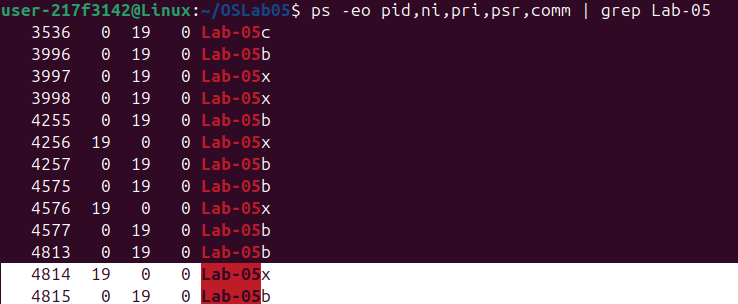 user-217f3142@Linux:~/OSLab05$ ps -eo pid,ni,pri,psr,comm | grep Lab-05
3536 0 19 0 Lab-05c
3996 0 19 0 Lab-05b
3997 0 19 0 Lab-05x
3998 0 19 0 Lab-05x
4255 0 19 0 Lab-05b
4256 19 0 0 Lab-05x
4257 0 19 0 Lab-05b
4575 0 19 0 Lab-05b
4576 19 0 0 Lab-05x
4577 0 19 0 Lab-05b
4813 0 19 0 Lab-05b
4814 19 0 0 Lab-05x
4815 0 19 0 Lab-05b